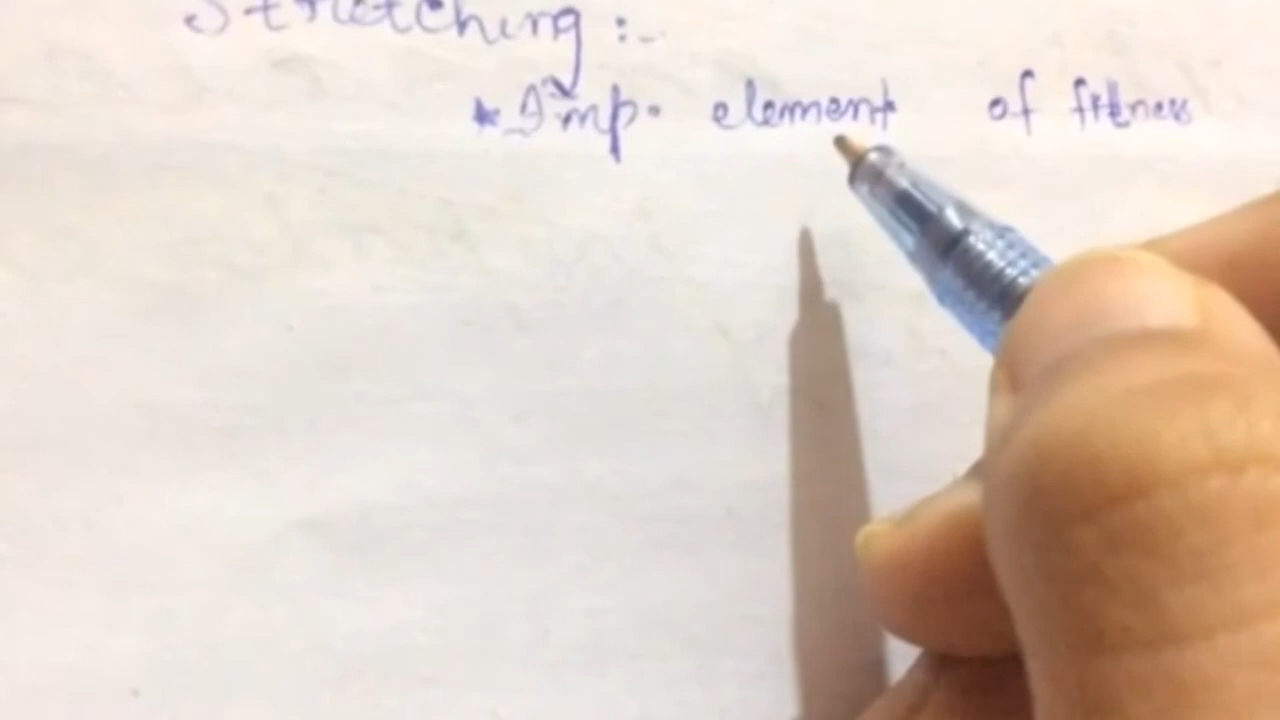 Stretching :-
* Imp. element of fitness